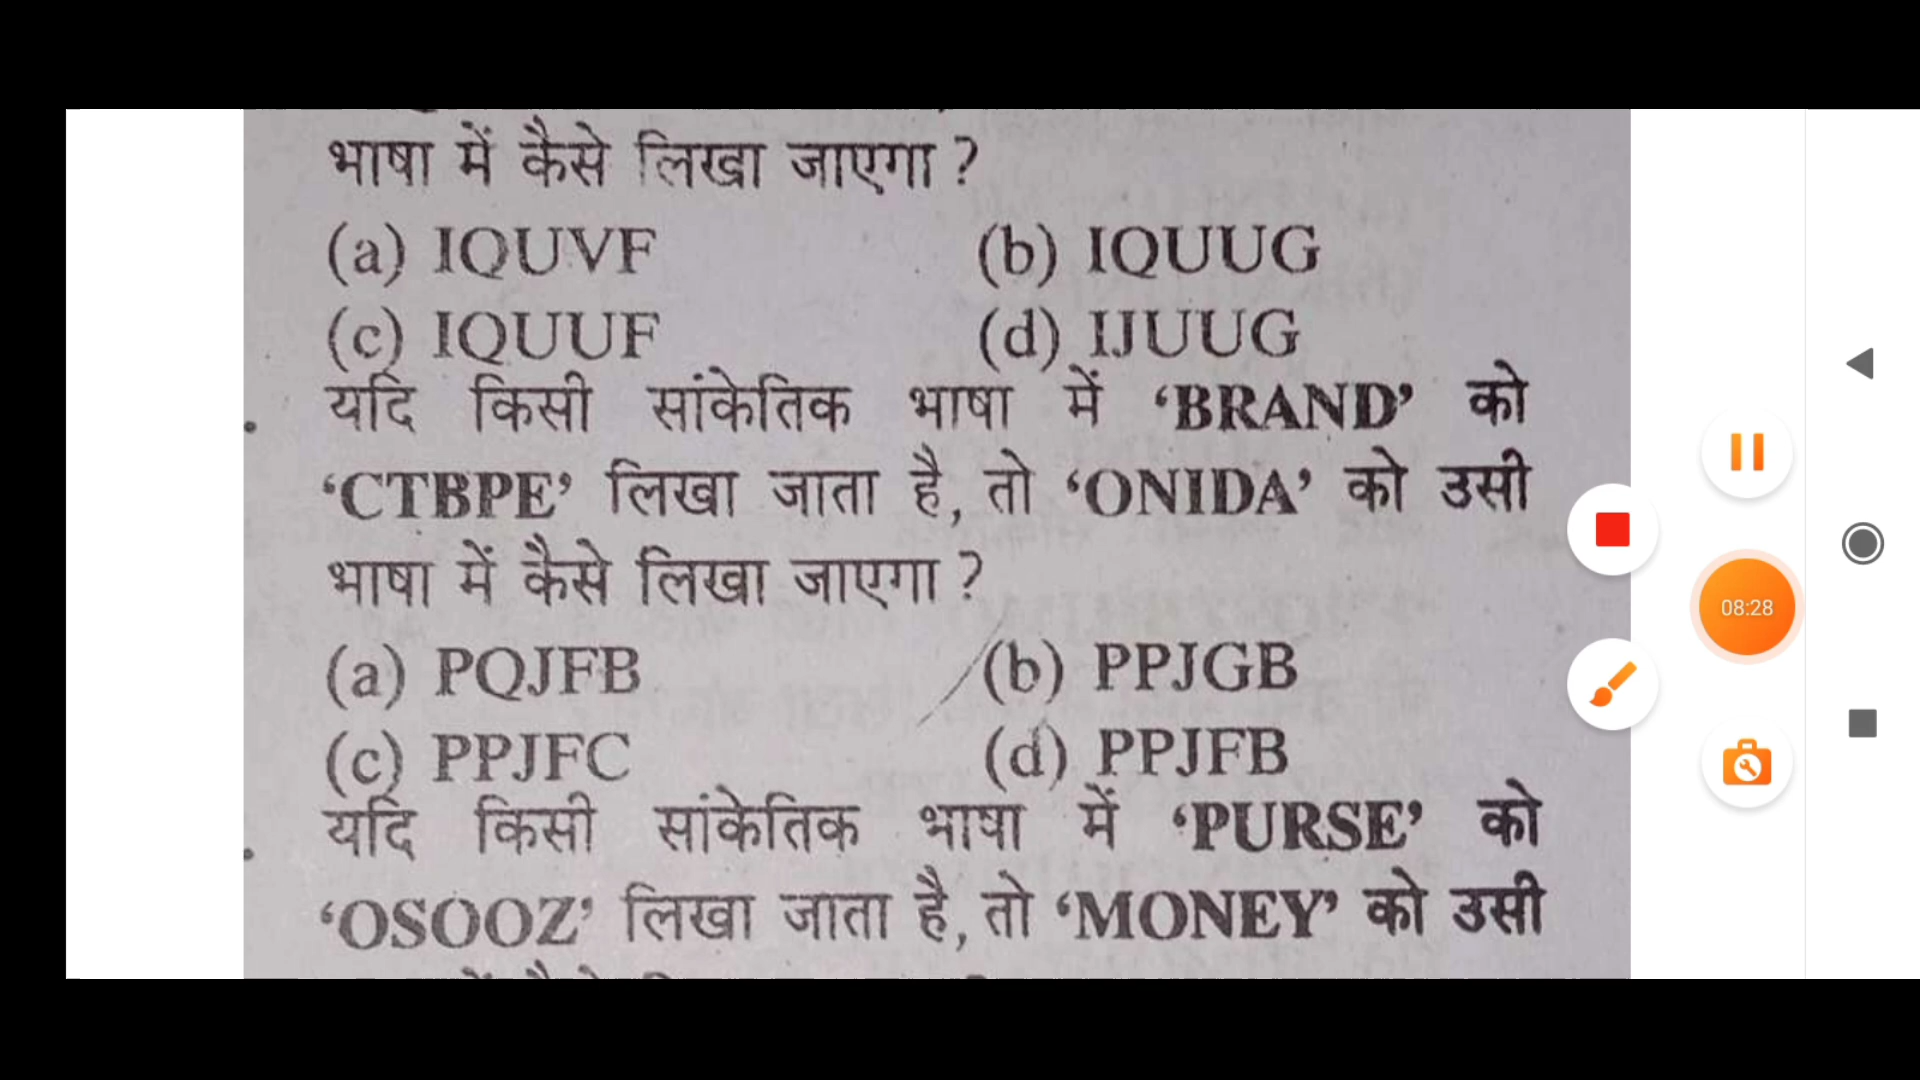 भाषा में कैसे लिखा जाएगा ?
(a) IQUVF (b) IQUUG
(c) IQUUF (d) IJUUG
यदि किसी सांकेतिक भाषा में ‘BRAND’ को
‘CTBPE’ लिखा जाता है, तो ‘ONIDA’ को उसी
भाषा में कैसे लिखा जाएगा ?
(a) PQJFB (b) PPJGB
(c) PPJFC (d) PPJFB
यदि किसी सांकेतिक भाषा में ‘PURSE’ को
‘OSOOZ’ लिखा जाता है, तो ‘MONEY’ को उसी
08:28